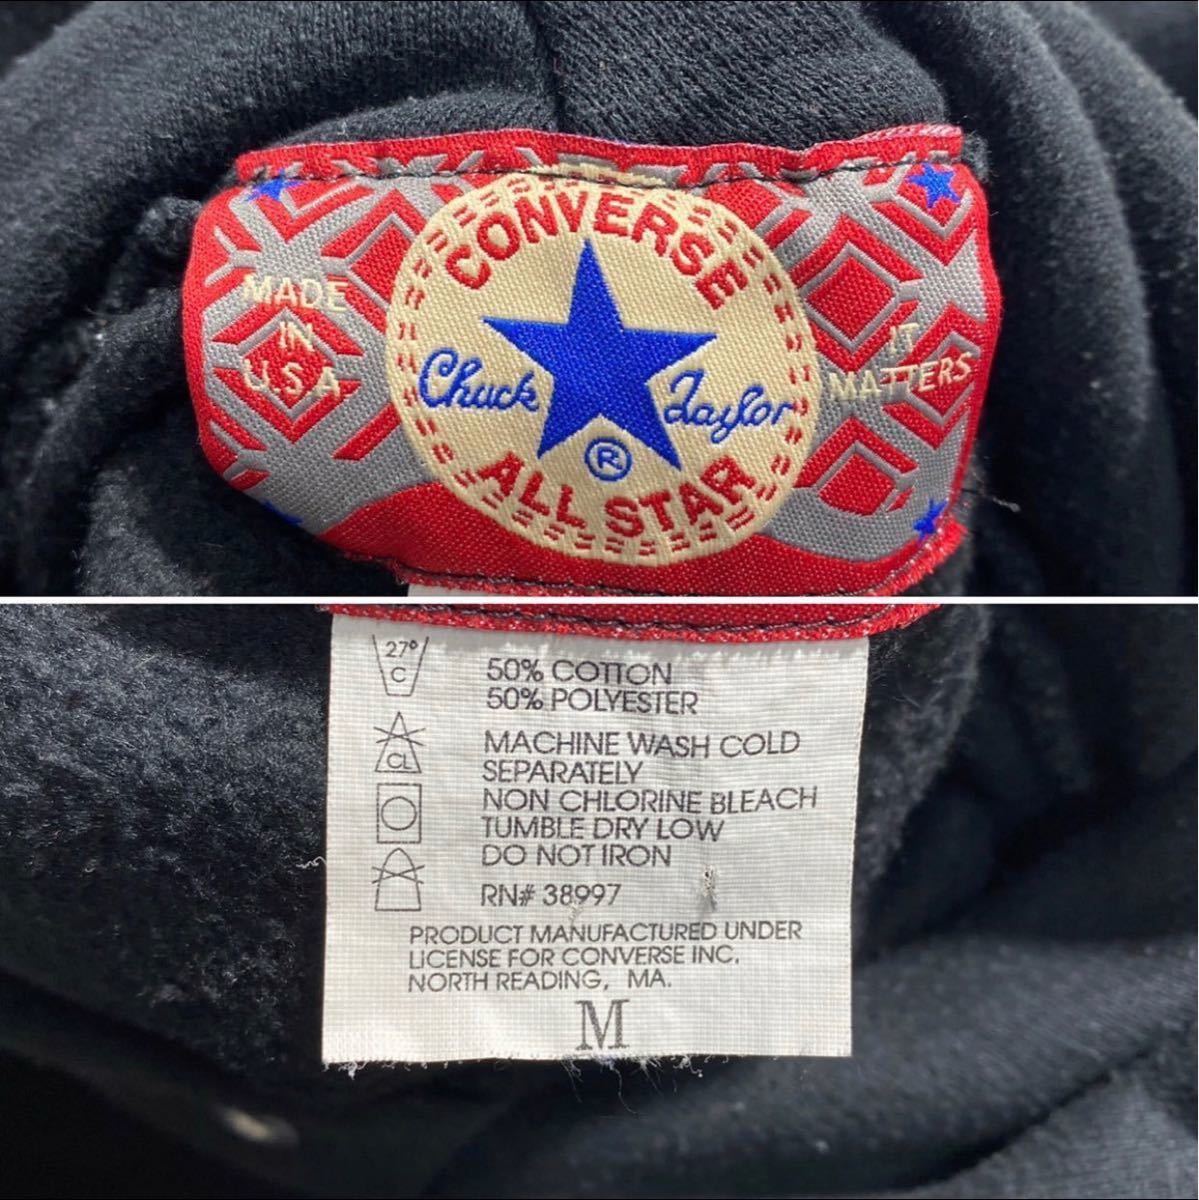 CONVERSE
MADE
IN
U.S.A
Chuck Taylor
®
IT
MATTERS
ALL STAR
27°
C
50% COTTON
50% POLYESTER
CL
MACHINE WASH COLD
SEPARATELY
NON CHLORINE BLEACH
TUMBLE DRY LOW
DO NOT IRON
RN# 38997
PRODUCT MANUFACTURED UNDER
LICENSE FOR CONVERSE INC.
NORTH READING, MA.
M